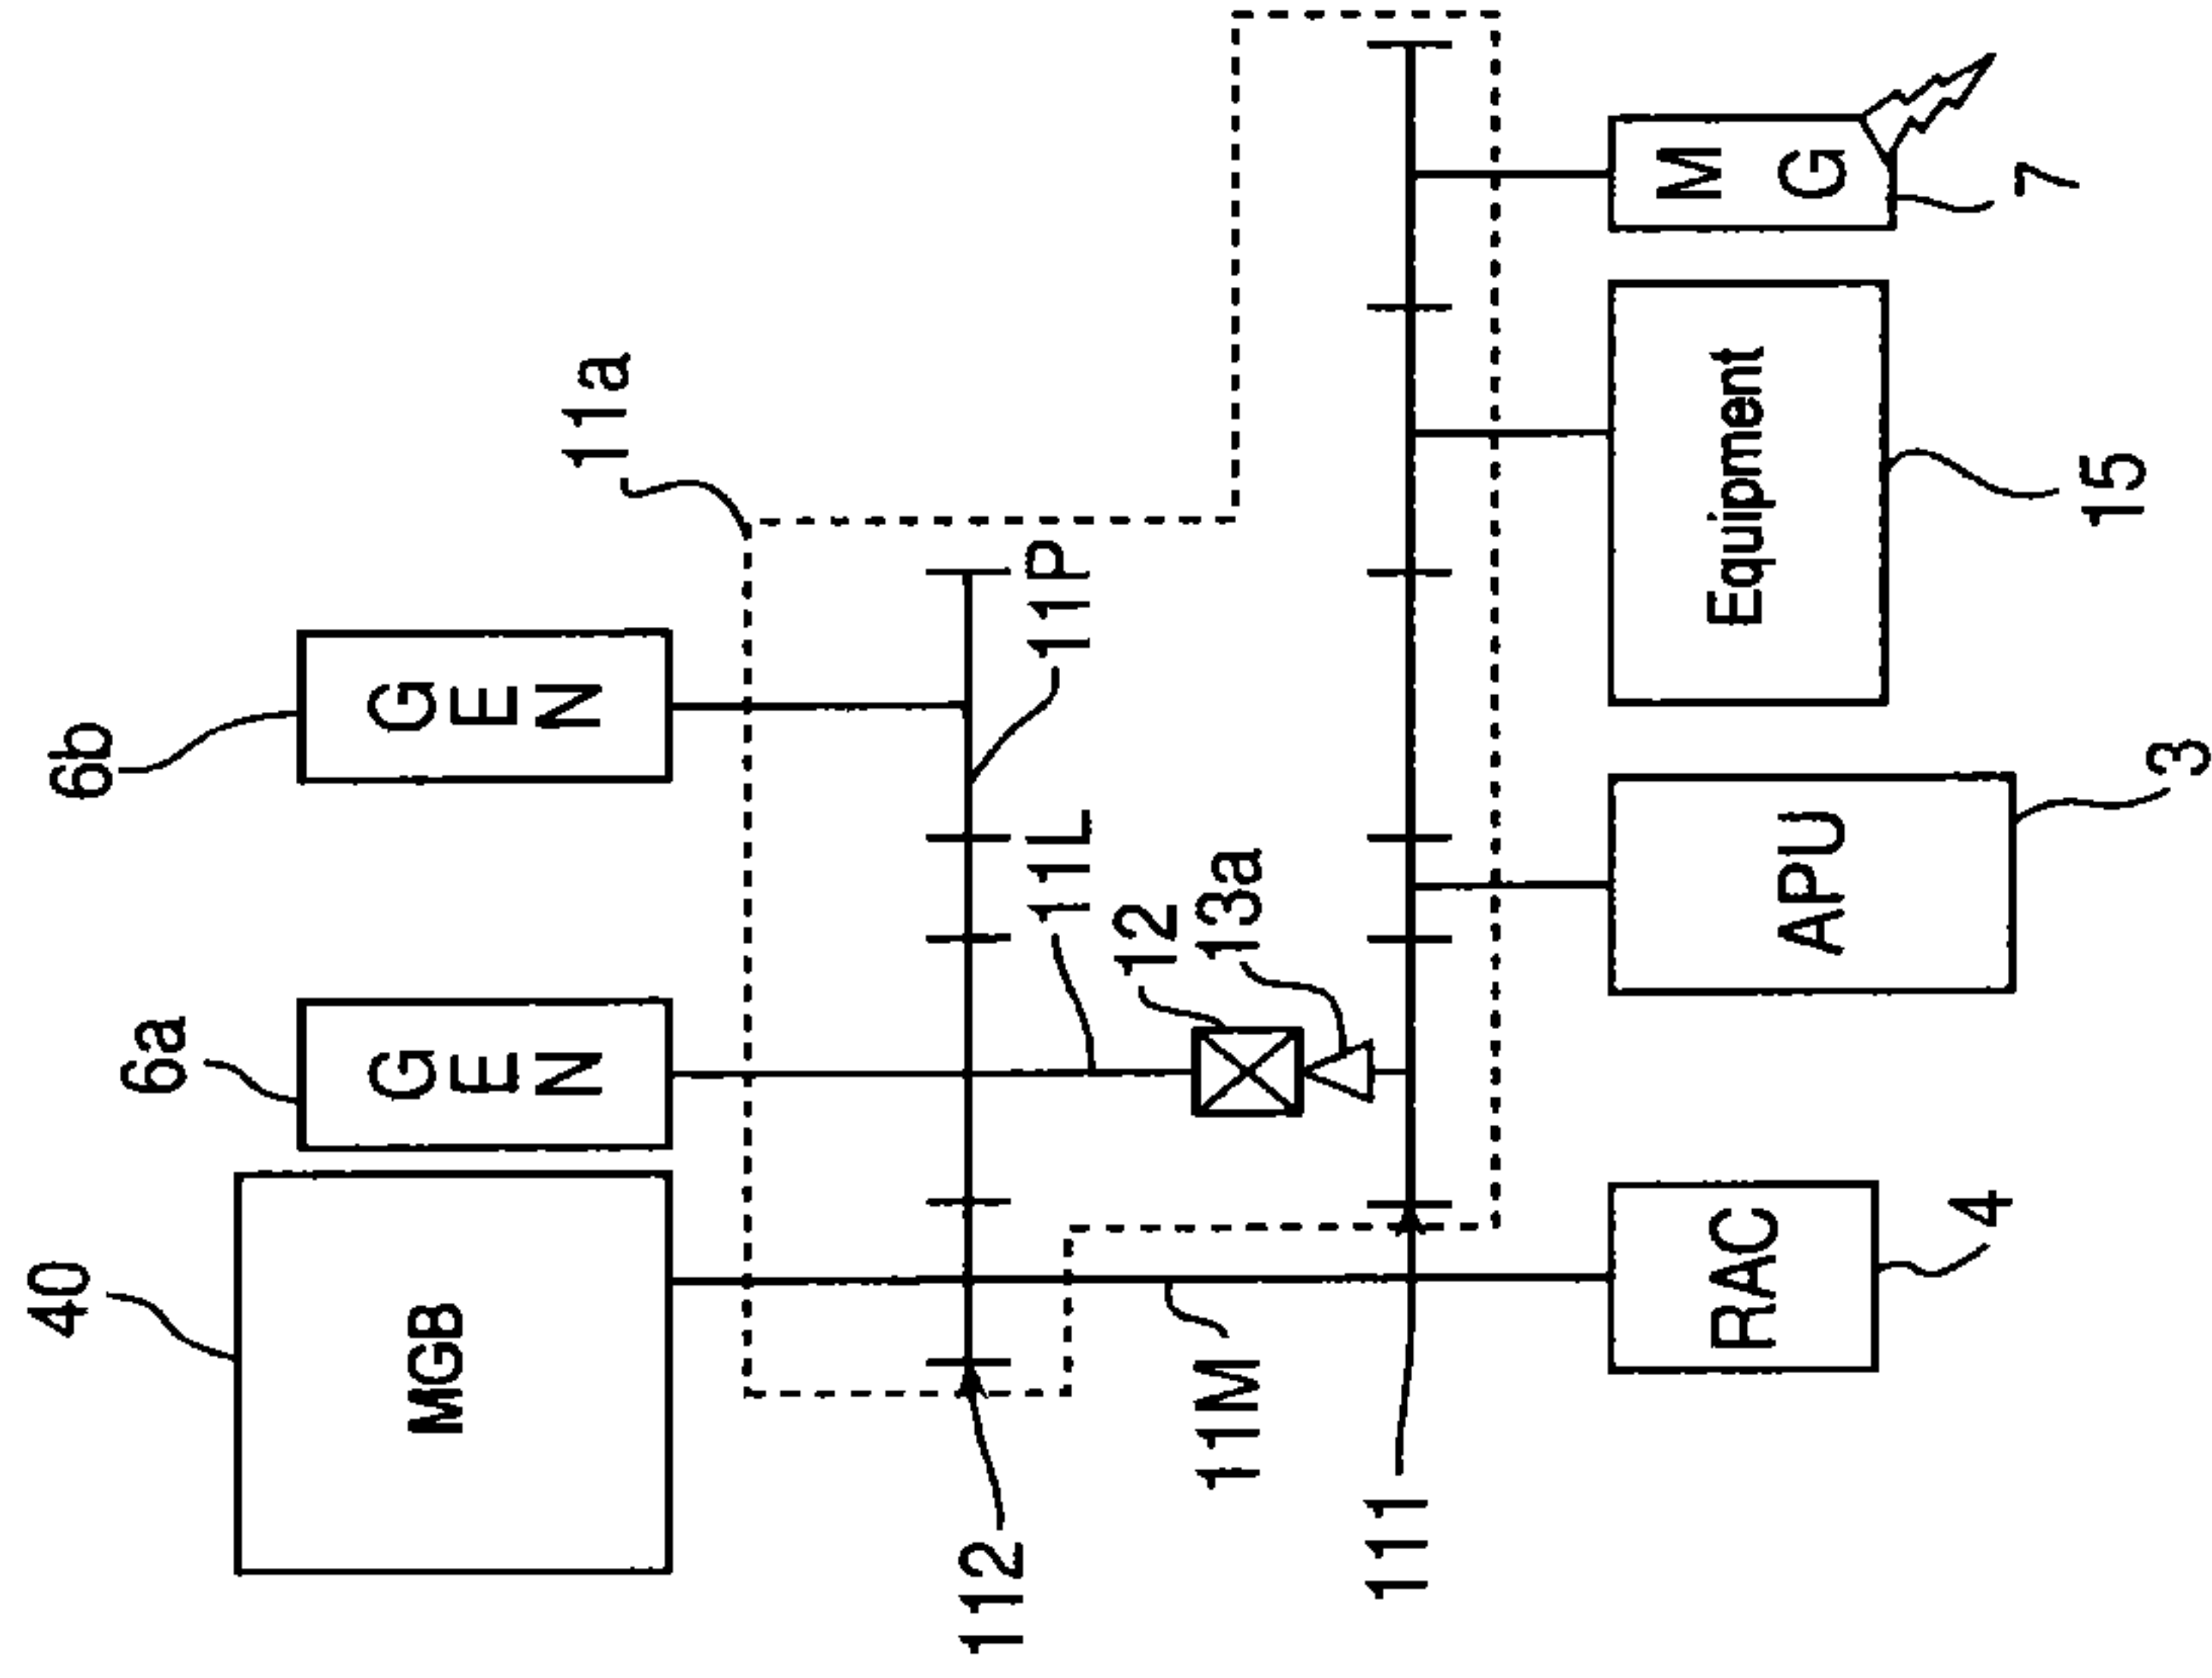 40
6a
6b
11a
MGB
GEN
GEN
112
11P
11L
12
13a
11M
111
RAC
4
APU
3
Equipment
15
M G
7